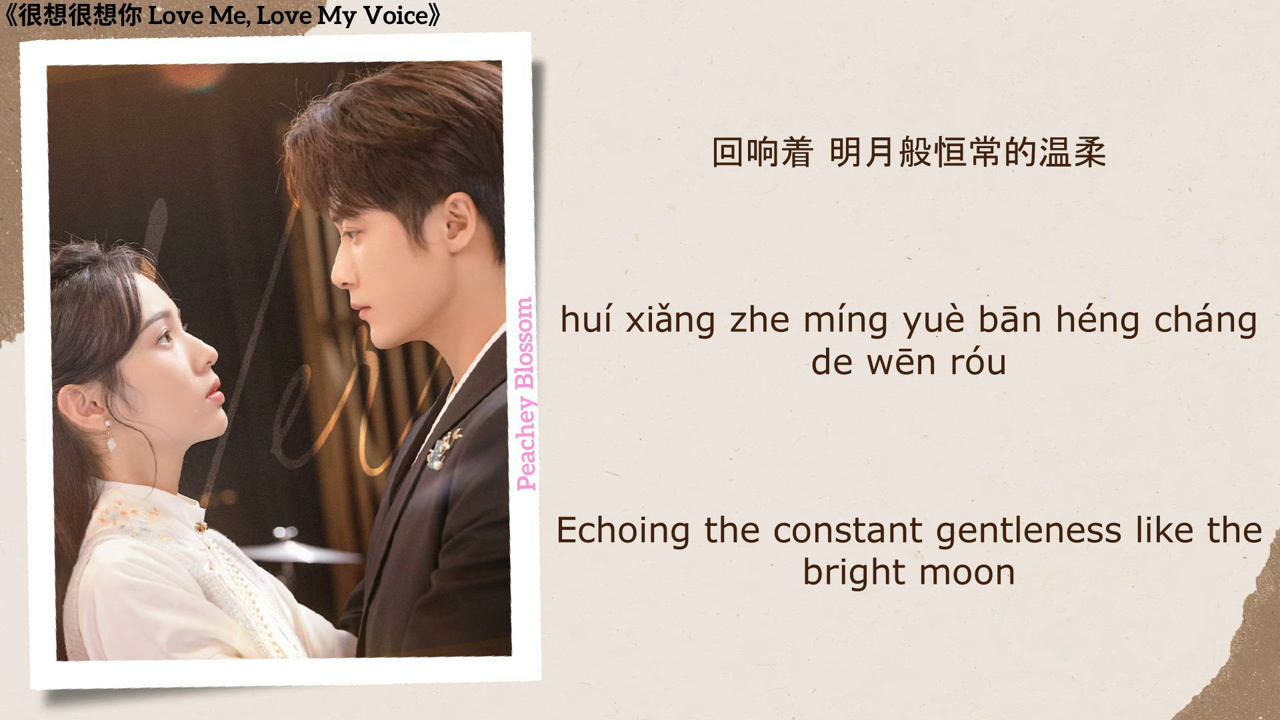 《很想很想你 Love Me, Love My Voice》
回响着 明月般恒常的温柔
huí xiǎng zhe míng yuè bān héng cháng
de wēn róu
Echoing the constant gentleness like the
bright moon
Peachey Blossom